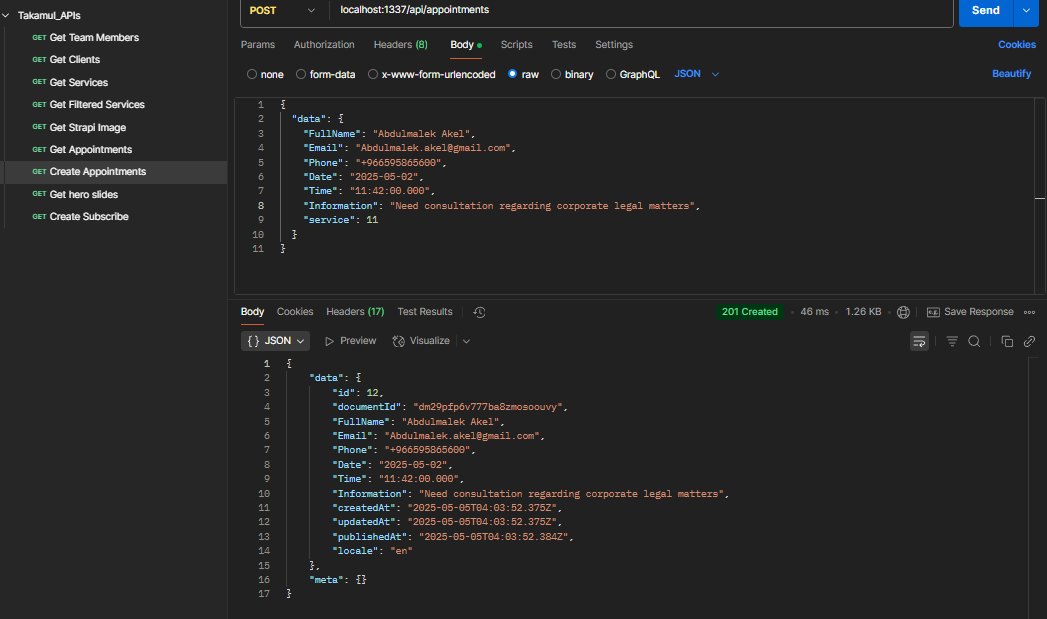 Takamul_APIs
GET Get Team Members
GET Get Clients
GET Get Services
GET Get Filtered Services
GET Get Strapi Image
GET Get Appointments
GET Create Appointments
GET Get hero slides
GET Create Subscribe
POST localhost:1337/api/appointments Send
Params Authorization Headers (8) Body Scripts Tests Settings Cookies
none form-data x-www-form-urlencoded raw binary GraphQL JSON Beautify
1 {
2 "data": {
3 "FullName": "Abdulmalek Akel",
4 "Email": "Abdulmalek.akel@gmail.com",
5 "Phone": "+966595865600",
6 "Date": "2025-05-02",
7 "Time": "11:42:00.000",
8 "Information": "Need consultation regarding corporate legal matters",
9 "service": 11
10 }
11 }
Body Cookies Headers (17) Test Results 201 Created 46 ms 1.26 KB Save Response
{} JSON Preview Visualize
1 {
2 "data": {
3 "id": 12,
4 "documentId": "dm29pfp6v777ba8zmosoouvy",
5 "FullName": "Abdulmalek Akel",
6 "Email": "Abdulmalek.akel@gmail.com",
7 "Phone": "+966595865600",
8 "Date": "2025-05-02",
9 "Time": "11:42:00.000",
10 "Information": "Need consultation regarding corporate legal matters",
11 "createdAt": "2025-05-05T04:03:52.375Z",
12 "updatedAt": "2025-05-05T04:03:52.375Z",
13 "publishedAt": "2025-05-05T04:03:52.384Z",
14 "locale": "en"
15 },
16 "meta": {}
17 }